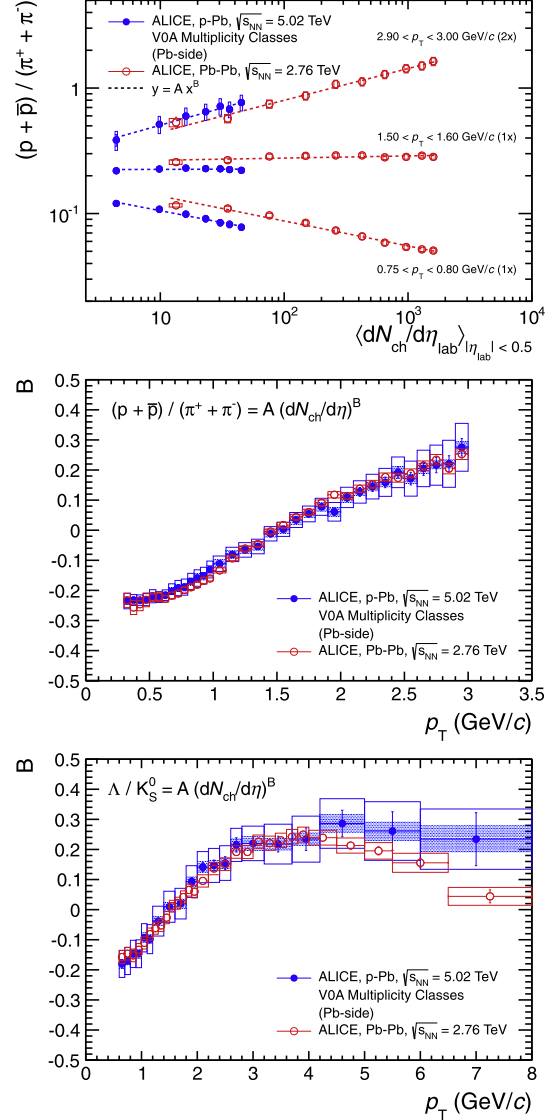 (p + p̅) / (π⁺ + π⁻)
ALICE, p-Pb, √s_NN = 5.02 TeV
V0A Multiplicity Classes
(Pb-side)
ALICE, Pb-Pb, √s_NN = 2.76 TeV
y = A x^B
2.90 < p_T < 3.00 GeV/c (2x)
1.50 < p_T < 1.60 GeV/c (1x)
0.75 < p_T < 0.80 GeV/c (1x)
1
10⁻¹
10 10² 10³ 10⁴
⟨dN_ch/dη_lab⟩_|η_lab| < 0.5
B
(p + p̅) / (π⁺ + π⁻) = A (dN_ch/dη)^B
0.5
0.4
0.3
0.2
0.1
0
-0.1
-0.2
-0.3
-0.4
-0.5
ALICE, p-Pb, √s_NN = 5.02 TeV
V0A Multiplicity Classes
(Pb-side)
ALICE, Pb-Pb, √s_NN = 2.76 TeV
0 0.5 1 1.5 2 2.5 3 3.5
p_T (GeV/c)
B
Λ / K⁰_S = A (dN_ch/dη)^B
0.5
0.4
0.3
0.2
0.1
0
-0.1
-0.2
-0.3
-0.4
-0.5
ALICE, p-Pb, √s_NN = 5.02 TeV
V0A Multiplicity Classes
(Pb-side)
ALICE, Pb-Pb, √s_NN = 2.76 TeV
0 1 2 3 4 5 6 7 8
p_T (GeV/c)